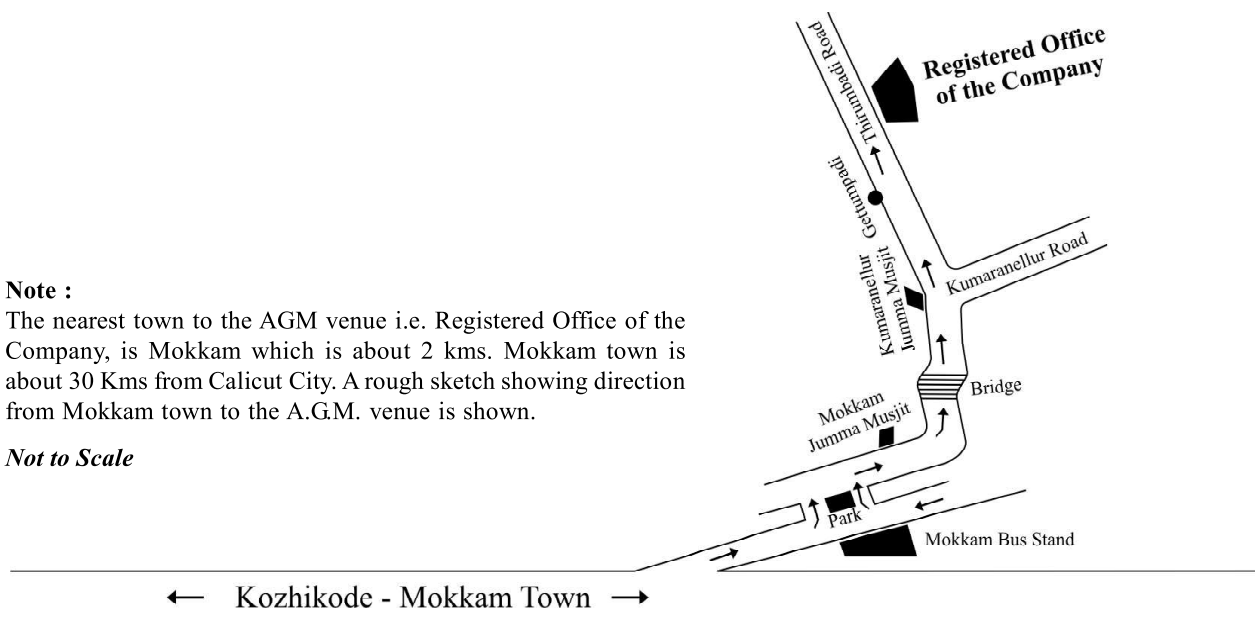 Thirumbadi Road
Registered Office
of the Company
Gettumpadi
Kumaranellur
Jumma Musjit
Kumaranellur Road
Note :
The nearest town to the AGM venue i.e. Registered Office of the
Company, is Mokkam which is about 2 kms. Mokkam town is
about 30 Kms from Calicut City. A rough sketch showing direction
from Mokkam town to the A.G.M. venue is shown.
Not to Scale
Bridge
Mokkam
Jumma Musjit
Park
Mokkam Bus Stand
Kozhikode - Mokkam Town